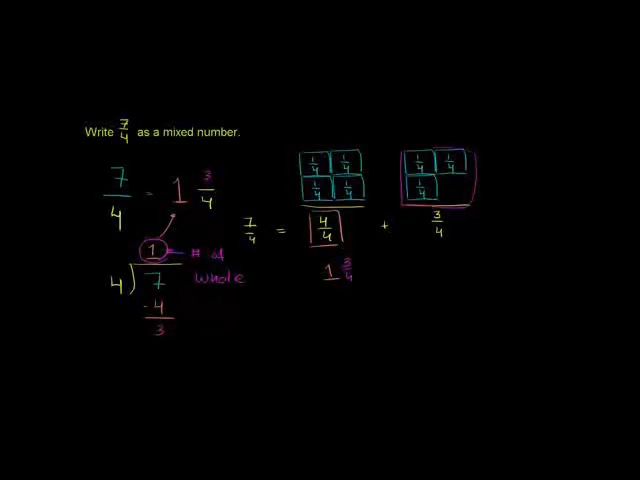 Write 7/4 as a mixed number.
7/4 = 1 3/4
1/4 1/4
1/4 1/4
1/4 1/4
1/4
7/4 = 4/4 + 3/4
1 3/4
1 # of
whole
4 ) 7
- 4
3